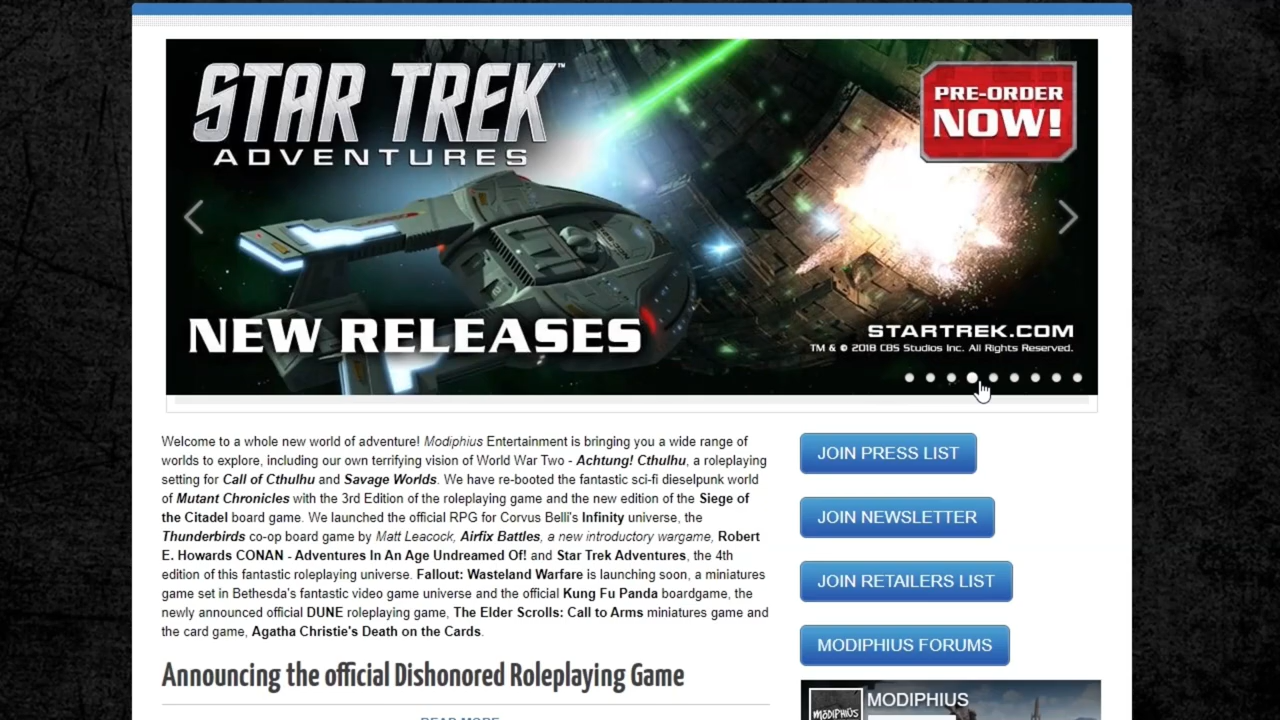 STAR TREK™
ADVENTURES
PRE-ORDER
NOW!
NEW RELEASES
STARTREK.COM
TM & © 2018 CBS Studios Inc. All Rights Reserved.
Welcome to a whole new world of adventure! Modiphius Entertainment is bringing you a wide range of
worlds to explore, including our own terrifying vision of World War Two - Achtung! Cthulhu, a roleplaying
setting for Call of Cthulhu and Savage Worlds. We have re-booted the fantastic sci-fi dieselpunk world
of Mutant Chronicles with the 3rd Edition of the roleplaying game and the new edition of the Siege of
the Citadel board game. We launched the official RPG for Corvus Belli's Infinity universe, the
Thunderbirds co-op board game by Matt Leacock, Airfix Battles, a new introductory wargame, Robert
E. Howards CONAN - Adventures In An Age Undreamed Of! and Star Trek Adventures, the 4th
edition of this fantastic roleplaying universe. Fallout: Wasteland Warfare is launching soon, a miniatures
game set in Bethesda's fantastic video game universe and the official Kung Fu Panda boardgame, the
newly announced official DUNE roleplaying game, The Elder Scrolls: Call to Arms miniatures game and
the card game, Agatha Christie's Death on the Cards.
Announcing the official Dishonored Roleplaying Game
READ MORE
JOIN PRESS LIST
JOIN NEWSLETTER
JOIN RETAILERS LIST
MODIPHIUS FORUMS
MODIPHIUS
MODIPHIUS